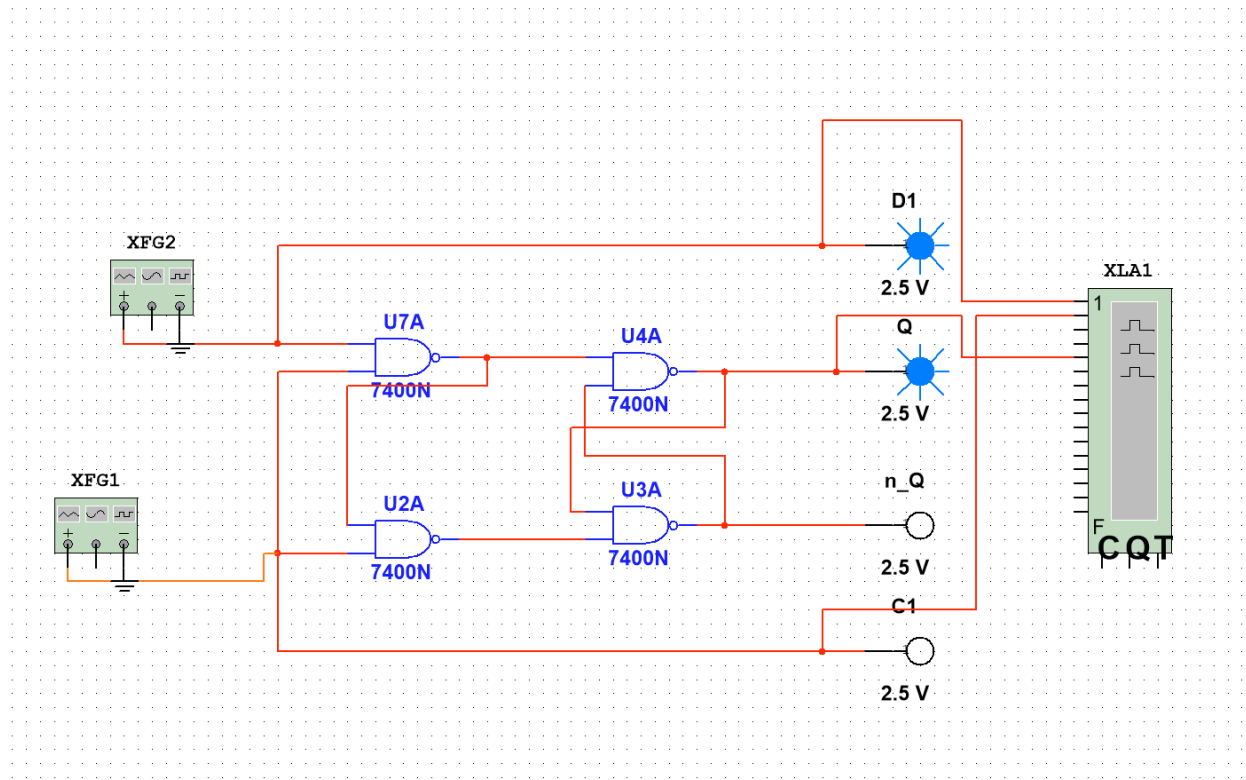 D1
XFG2
XLA1
2.5 V
+
−
1
U7A
Q
U4A
7400N
7400N
2.5 V
XFG1
n_Q
U2A
U3A
+
−
F
C Q T
7400N
7400N
2.5 V
C1
2.5 V